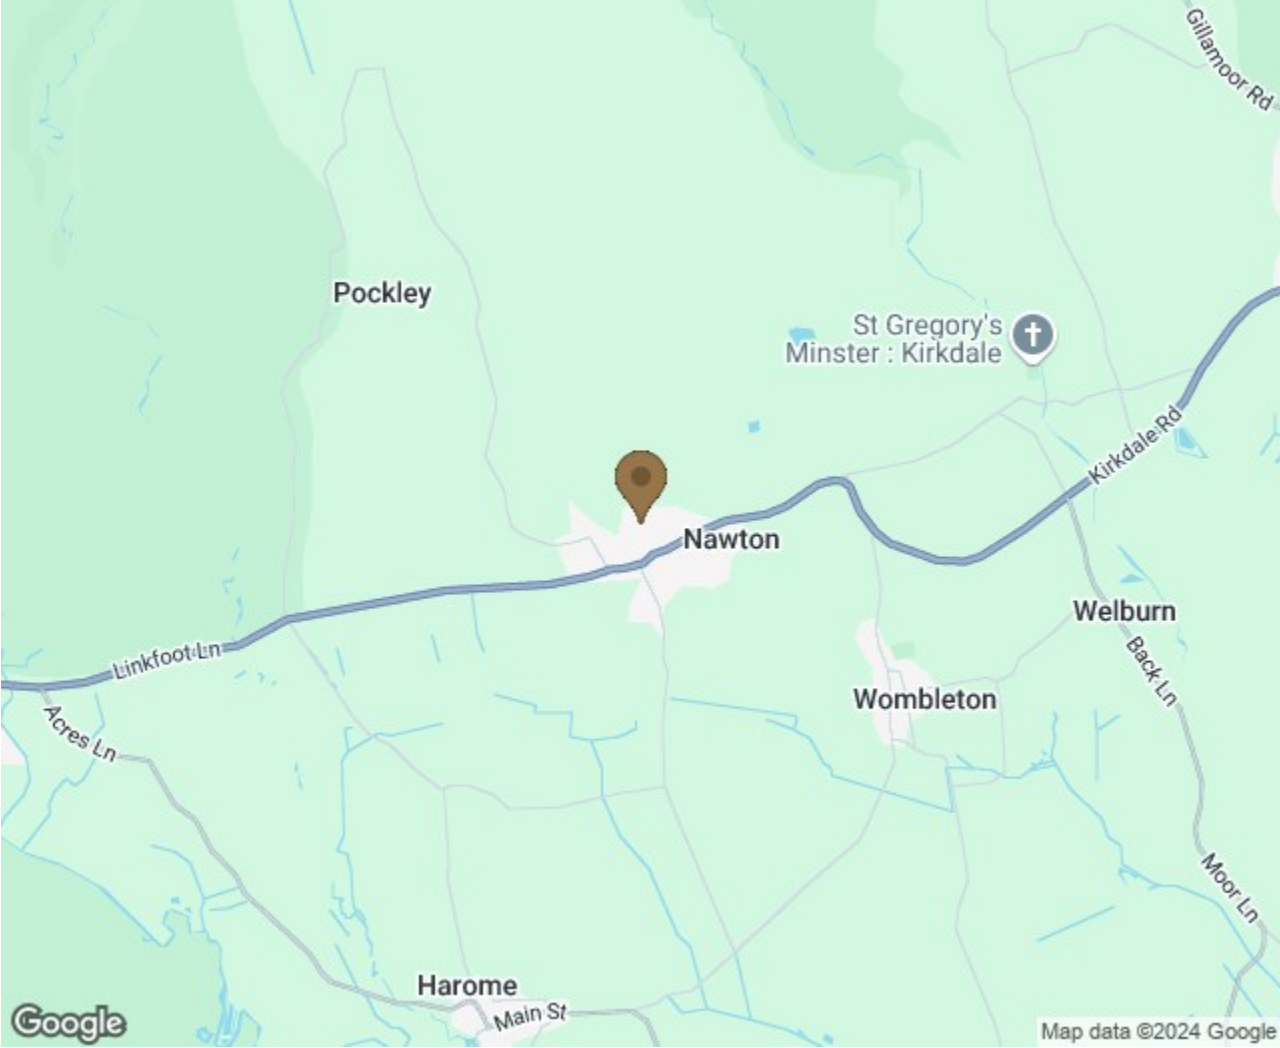 Gillamoor Rd
Pockley
St Gregory's
Minster : Kirkdale
Kirkdale Rd
Nawton
Welburn
Linkfoot Ln
Back Ln
Wombleton
Acres Ln
Moor Ln
Harome
Main St
Google
Map data ©2024 Google